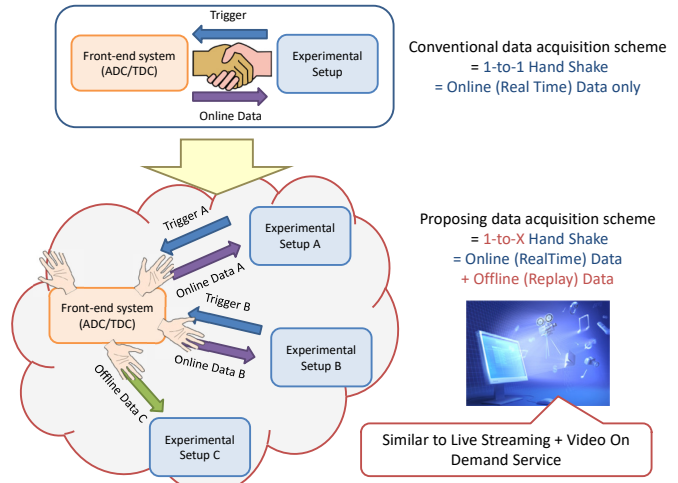 Trigger
Front-end system
(ADC/TDC)
Experimental
Setup
Online Data
Conventional data acquisition scheme
= 1-to-1 Hand Shake
= Online (Real Time) Data only
Trigger A
Experimental
Setup A
Online Data A
Front-end system
(ADC/TDC)
Trigger B
Online Data B
Experimental
Setup B
Offline Data C
Experimental
Setup C
Proposing data acquisition scheme
= 1-to-X Hand Shake
= Online (RealTime) Data
+ Offline (Replay) Data
Similar to Live Streaming + Video On
Demand Service